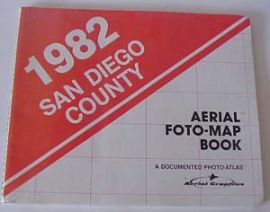 1982
SAN DIEGO
COUNTY
AERIAL
FOTO-MAP
BOOK
A DOCUMENTED PHOTO-ATLAS
Aerial Graphics